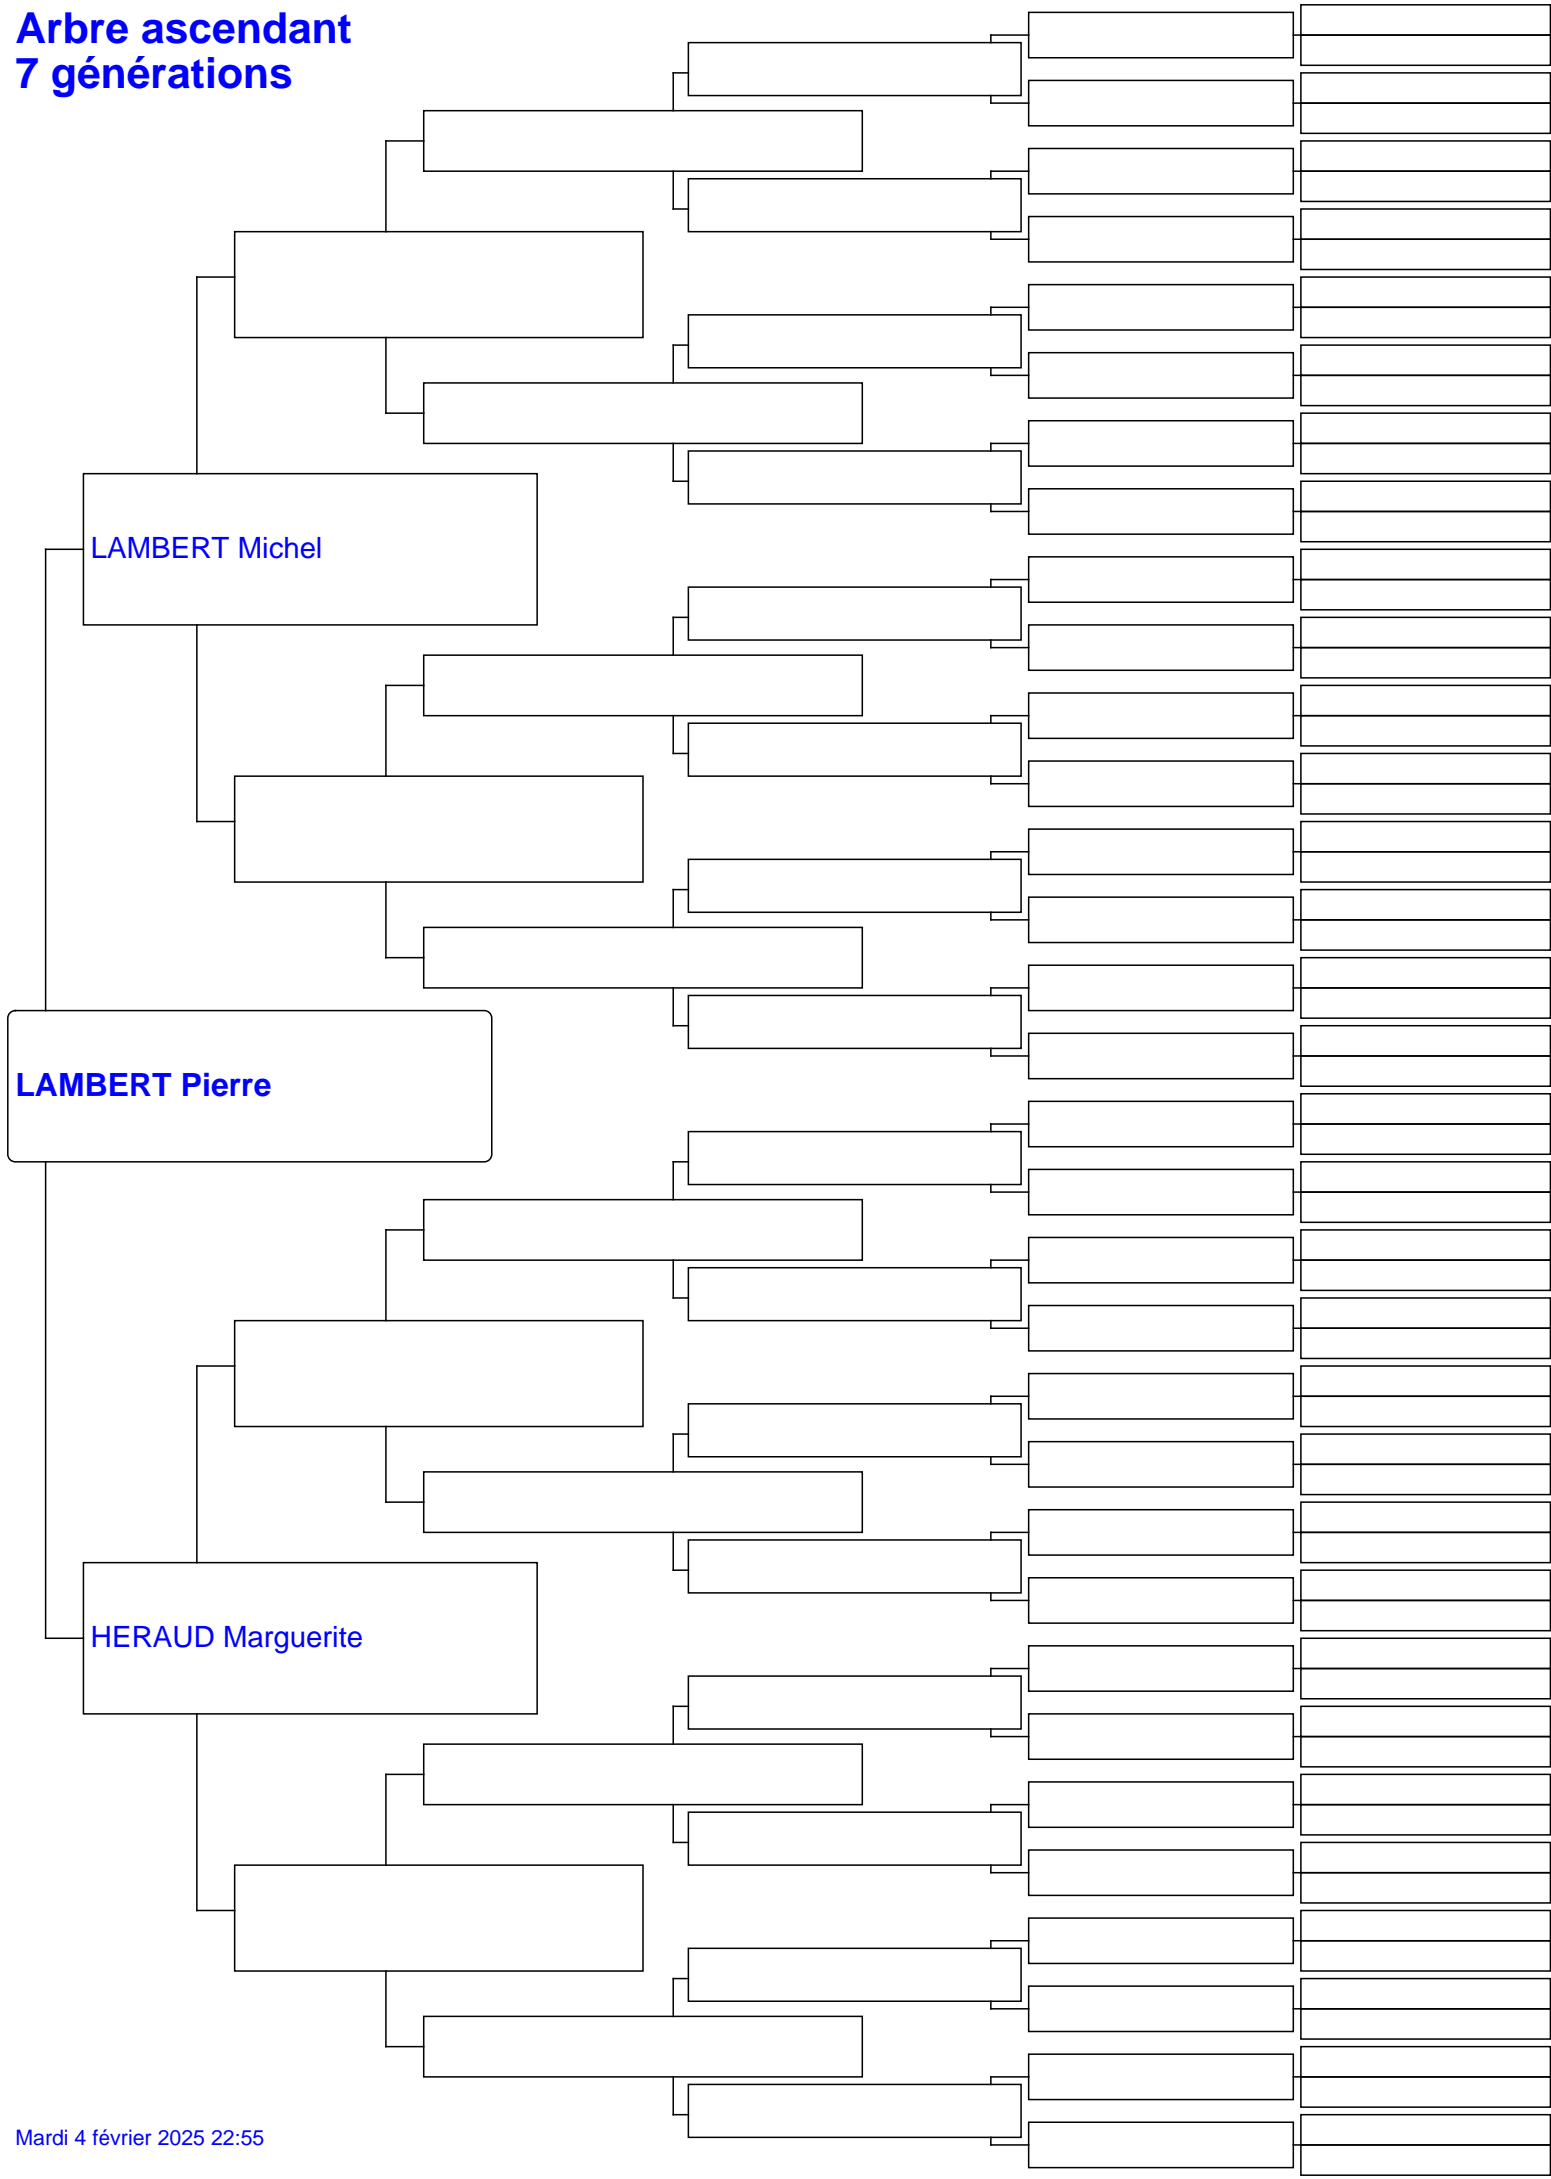 Arbre ascendant
7 générations
LAMBERT Michel
LAMBERT Pierre
HERAUD Marguerite
Mardi 4 février 2025 22:55